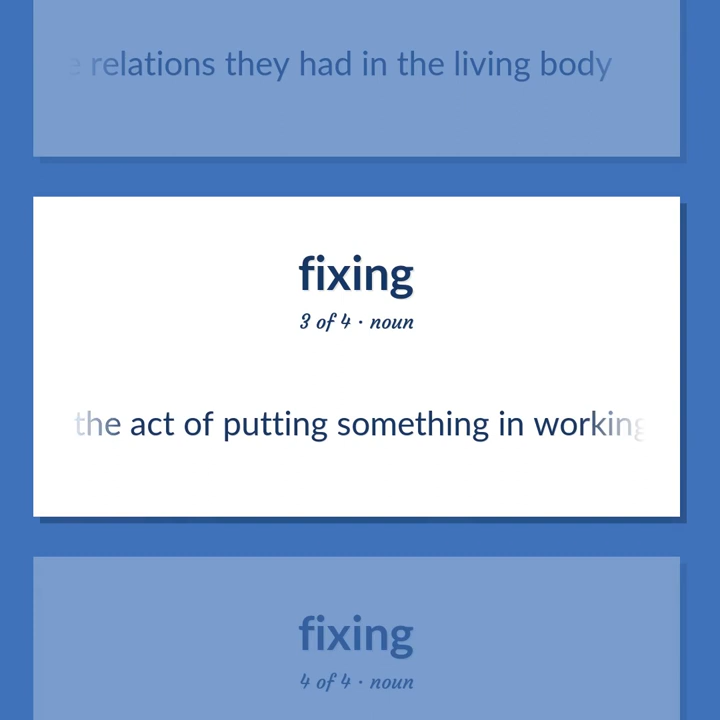 relations they had in the living body
fixing
3 of 4 · noun
the act of putting something in working
fixing
4 of 4 · noun